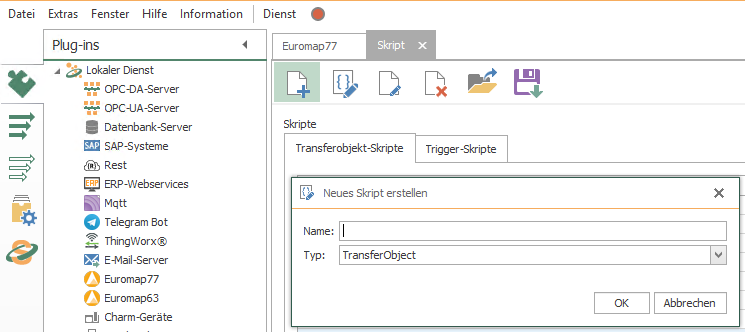 Datei Extras Fenster Hilfe Information Dienst
Plug-ins
Euromap77 Skript
Lokaler Dienst
OPC-DA-Server
OPC-UA-Server
Datenbank-Server
SAP SAP-Systeme
(R) Rest
ERP ERP-Webservices
Mqtt
Telegram Bot
ThingWorx®
E-Mail-Server
Euromap77
Euromap63
Charm-Geräte
Skripte
Transferobjekt-Skripte Trigger-Skripte
Neues Skript erstellen
Name:
Typ: TransferObject
OK Abbrechen